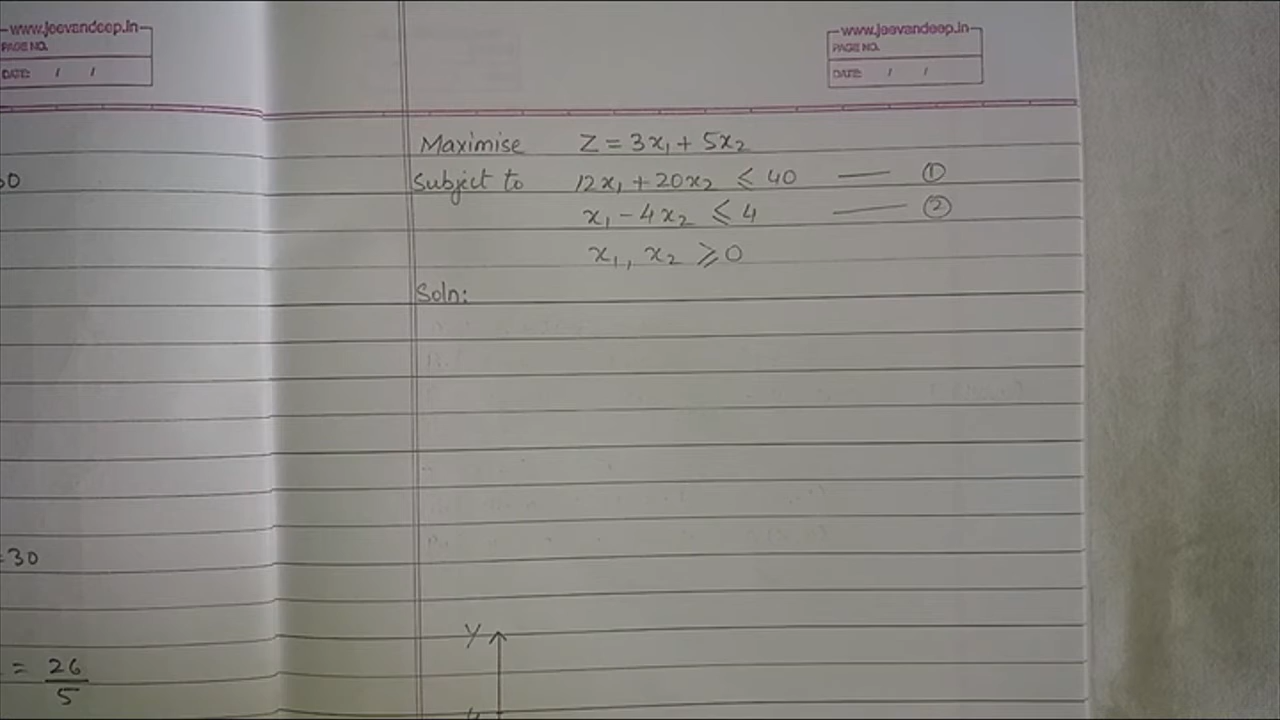 www.jeevandeep.in
PAGE NO.
DATE: / /
www.jeevandeep.in
PAGE NO.
DATE: / /
Maximise Z = 3x₁ + 5x₂
Subject to 12x₁ + 20x₂ ≤ 40 — ①
x₁ - 4x₂ ≤ 4 — ②
x₁, x₂ ≥ 0
Soln:
= 30
= 26/5
y